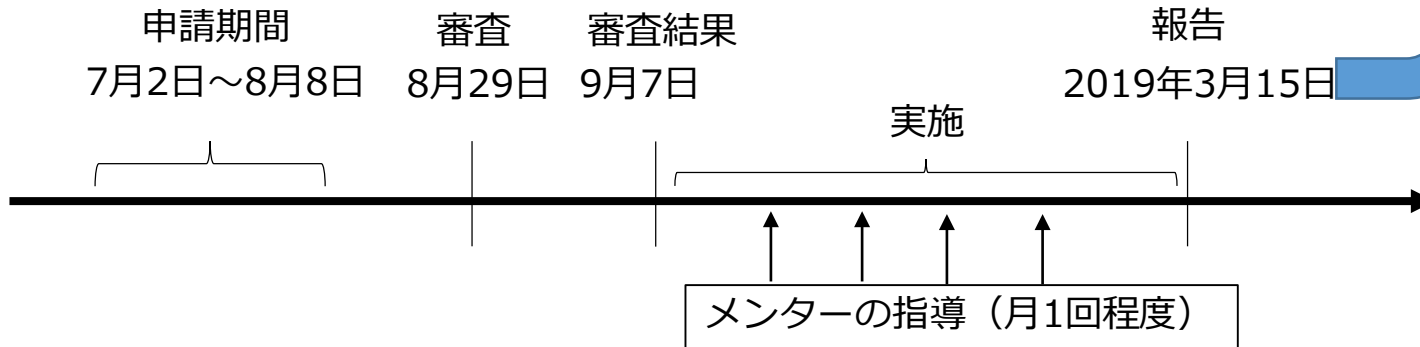 申請期間
7月2日～8月8日
審査
8月29日
審査結果
9月7日
報告
2019年3月15日
実施
メンターの指導（月1回程度）